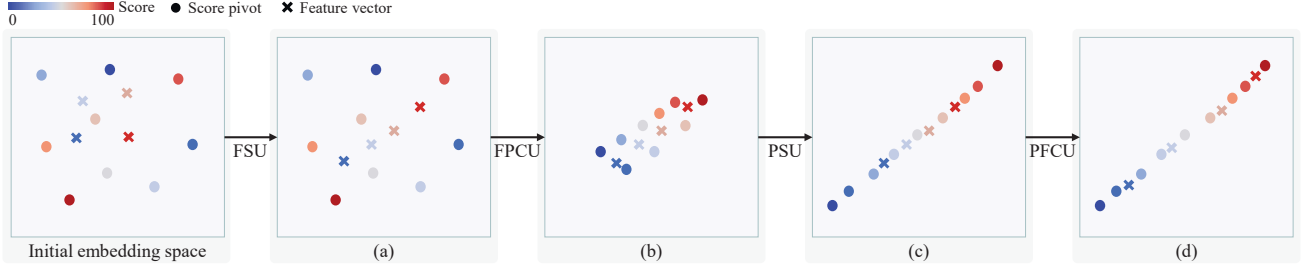 Score
Score pivot
Feature vector
0
100
FSU
FPCU
PSU
PFCU
Initial embedding space
(a)
(b)
(c)
(d)